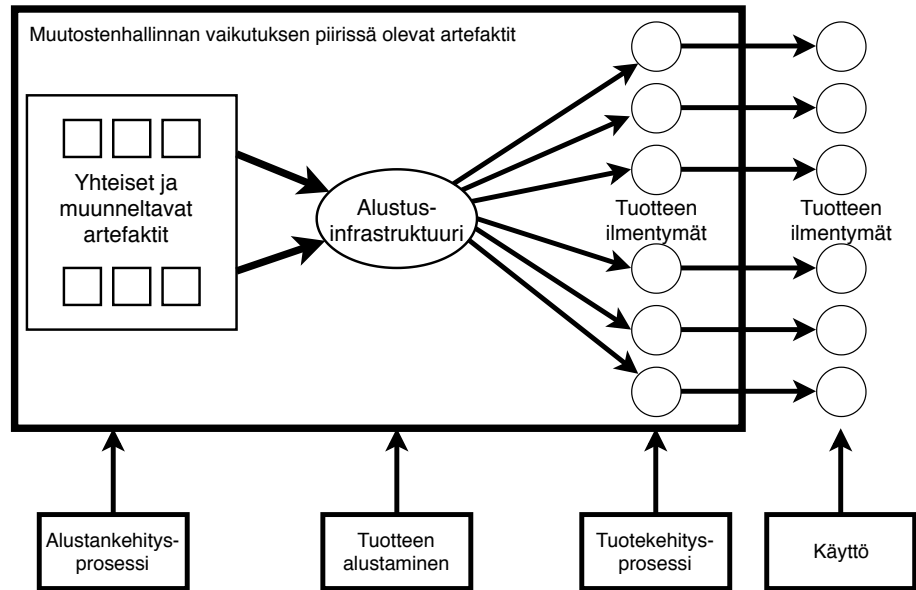 Muutostenhallinnan vaikutuksen piirissä olevat artefaktit
Yhteiset ja
muunneltavat
artefaktit
Alustus-
infrastruktuuri
Tuotteen
ilmentymät
Tuotteen
ilmentymät
Alustankehitys-
prosessi
Tuotteen
alustaminen
Tuotekehitys-
prosessi
Käyttö